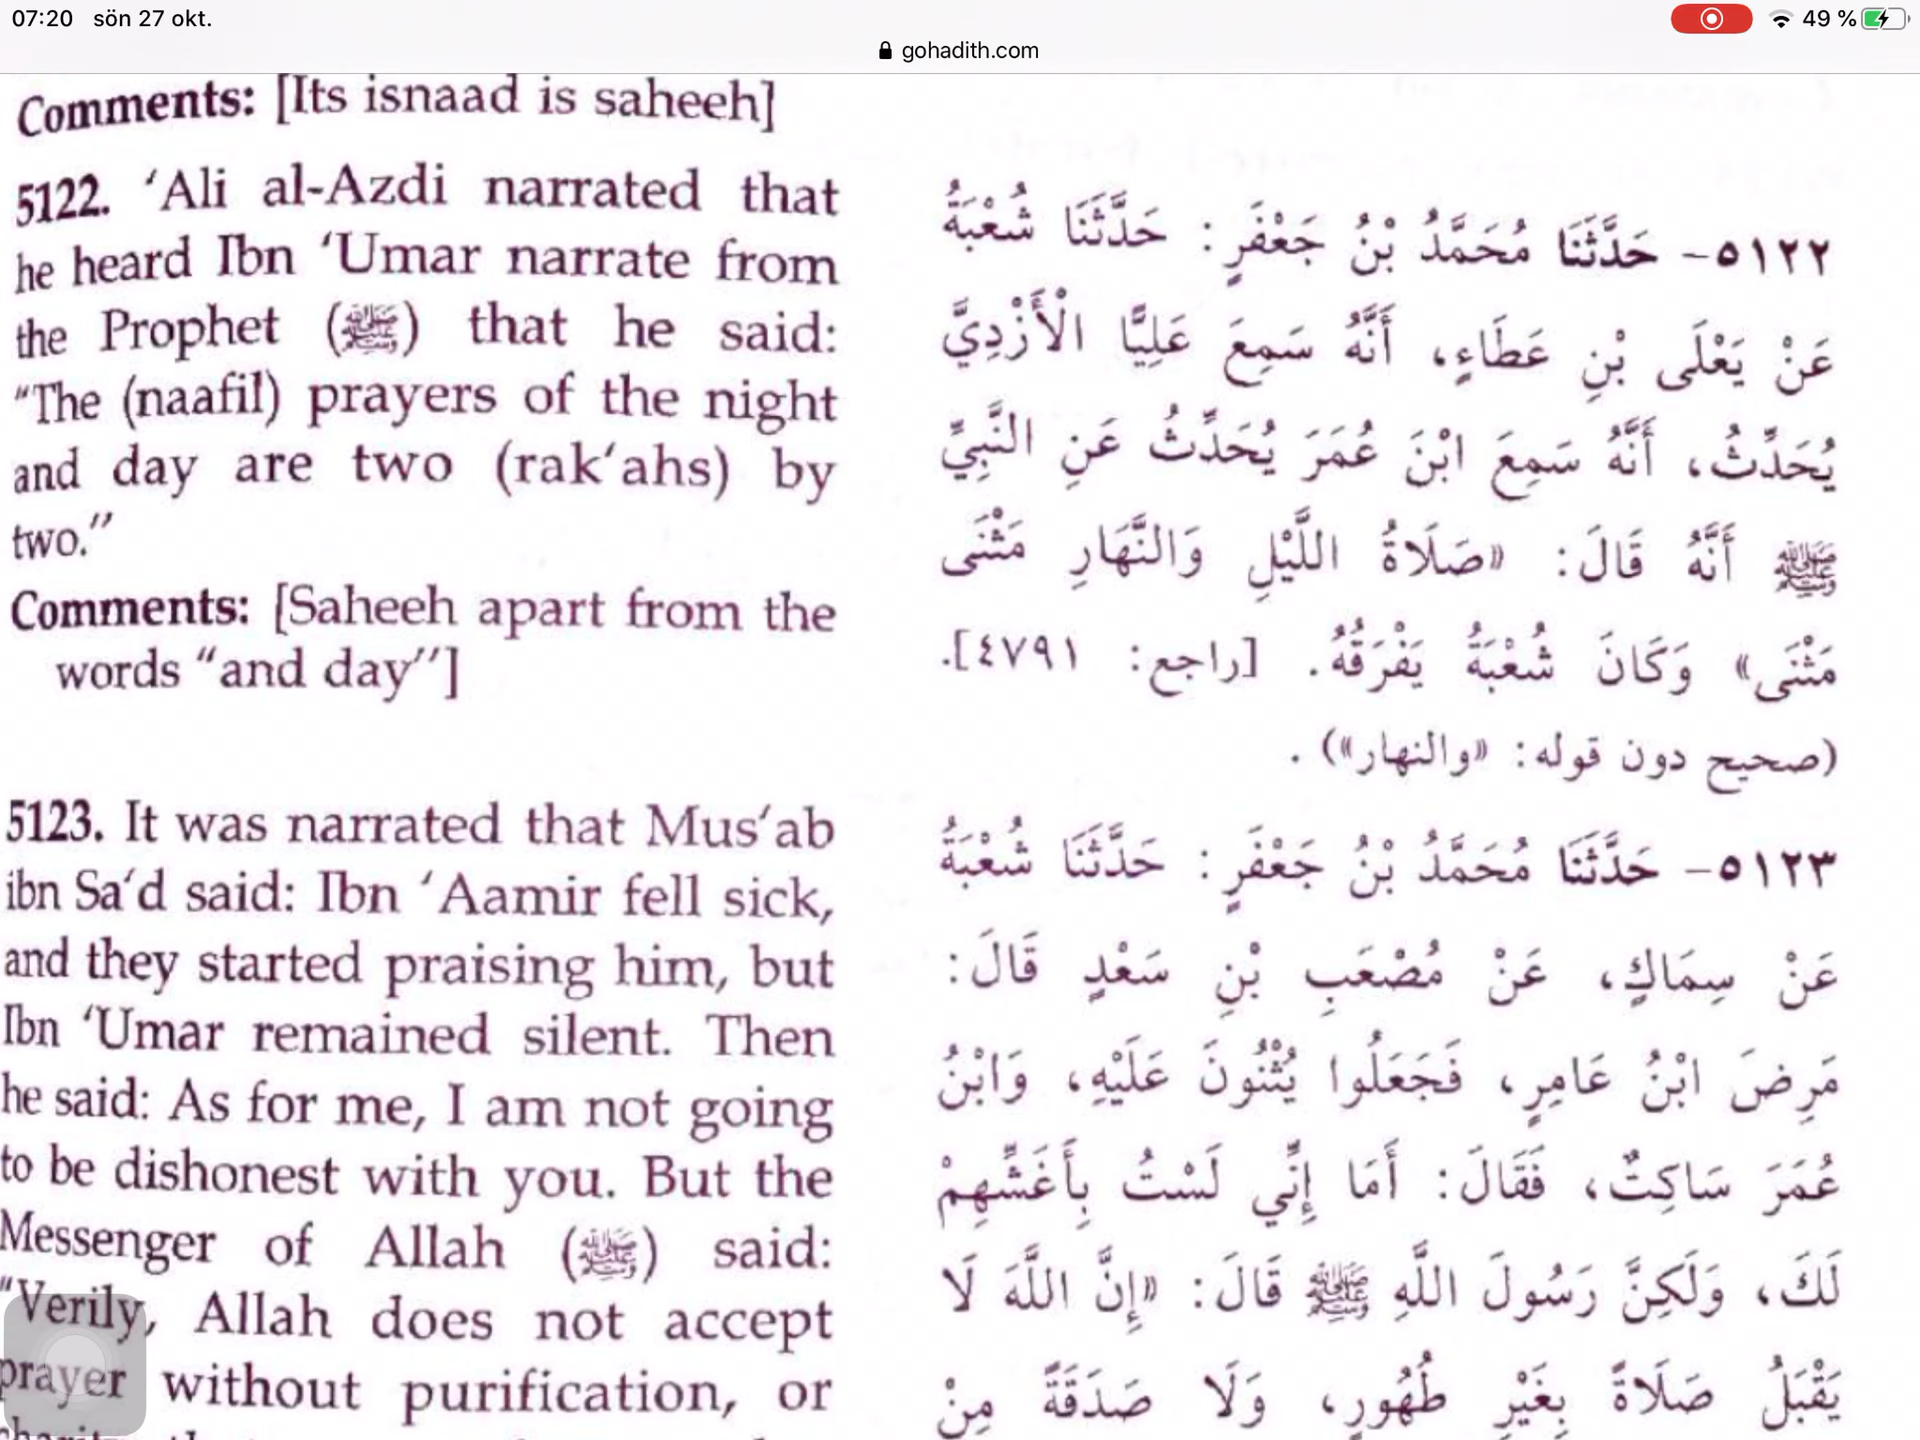 07:20 sön 27 okt.
49 %
gohadith.com
Comments: [Its isnaad is saheeh]
5122. ‘Ali al-Azdi narrated that
he heard Ibn ‘Umar narrate from
the Prophet (ﷺ) that he said:
“The (naafil) prayers of the night
and day are two (rak‘ahs) by
two.”
Comments: [Saheeh apart from the
words “and day”]
5123. It was narrated that Mus‘ab
ibn Sa‘d said: Ibn ‘Aamir fell sick,
and they started praising him, but
Ibn ‘Umar remained silent. Then
he said: As for me, I am not going
to be dishonest with you. But the
Messenger of Allah (ﷺ) said:
“Verily, Allah does not accept
prayer without purification, or
٥١٢٢– حَدَّثَنَا مُحَمَّدُ بْنُ جَعْفَرٍ: حَدَّثَنَا شُعْبَةُ
عَنْ يَعْلَى بْنِ عَطَاءٍ، أَنَّهُ سَمِعَ عَلِيًّا الْأَزْدِيَّ
يُحَدِّثُ، أَنَّهُ سَمِعَ ابْنَ عُمَرَ يُحَدِّثُ عَنِ النَّبِيِّ
ﷺ أَنَّهُ قَالَ: «صَلَاةُ اللَّيْلِ وَالنَّهَارِ مَثْنَى
مَثْنَى» وَكَانَ شُعْبَةُ يَفْرَقُهُ. [راجع: ٤٧٩١].
(صحيح دون قوله: «والنهار»).
٥١٢٣– حَدَّثَنَا مُحَمَّدُ بْنُ جَعْفَرٍ: حَدَّثَنَا شُعْبَةُ
عَنْ سِمَاكٍ، عَنْ مُصْعَبِ بْنِ سَعْدٍ قَالَ:
مَرِضَ ابْنُ عَامِرٍ، فَجَعَلُوا يُثْنُونَ عَلَيْهِ، وَابْنُ
عُمَرَ سَاكِتٌ، فَقَالَ: أَمَا إِنِّي لَسْتُ بِأَغَشِّهِمْ
لَكَ، وَلَكِنَّ رَسُولَ اللَّهِ ﷺ قَالَ: «إِنَّ اللَّهَ لَا
يَقْبَلُ صَلَاةً بِغَيْرِ طُهُورٍ، وَلَا صَدَقَةً مِنْ